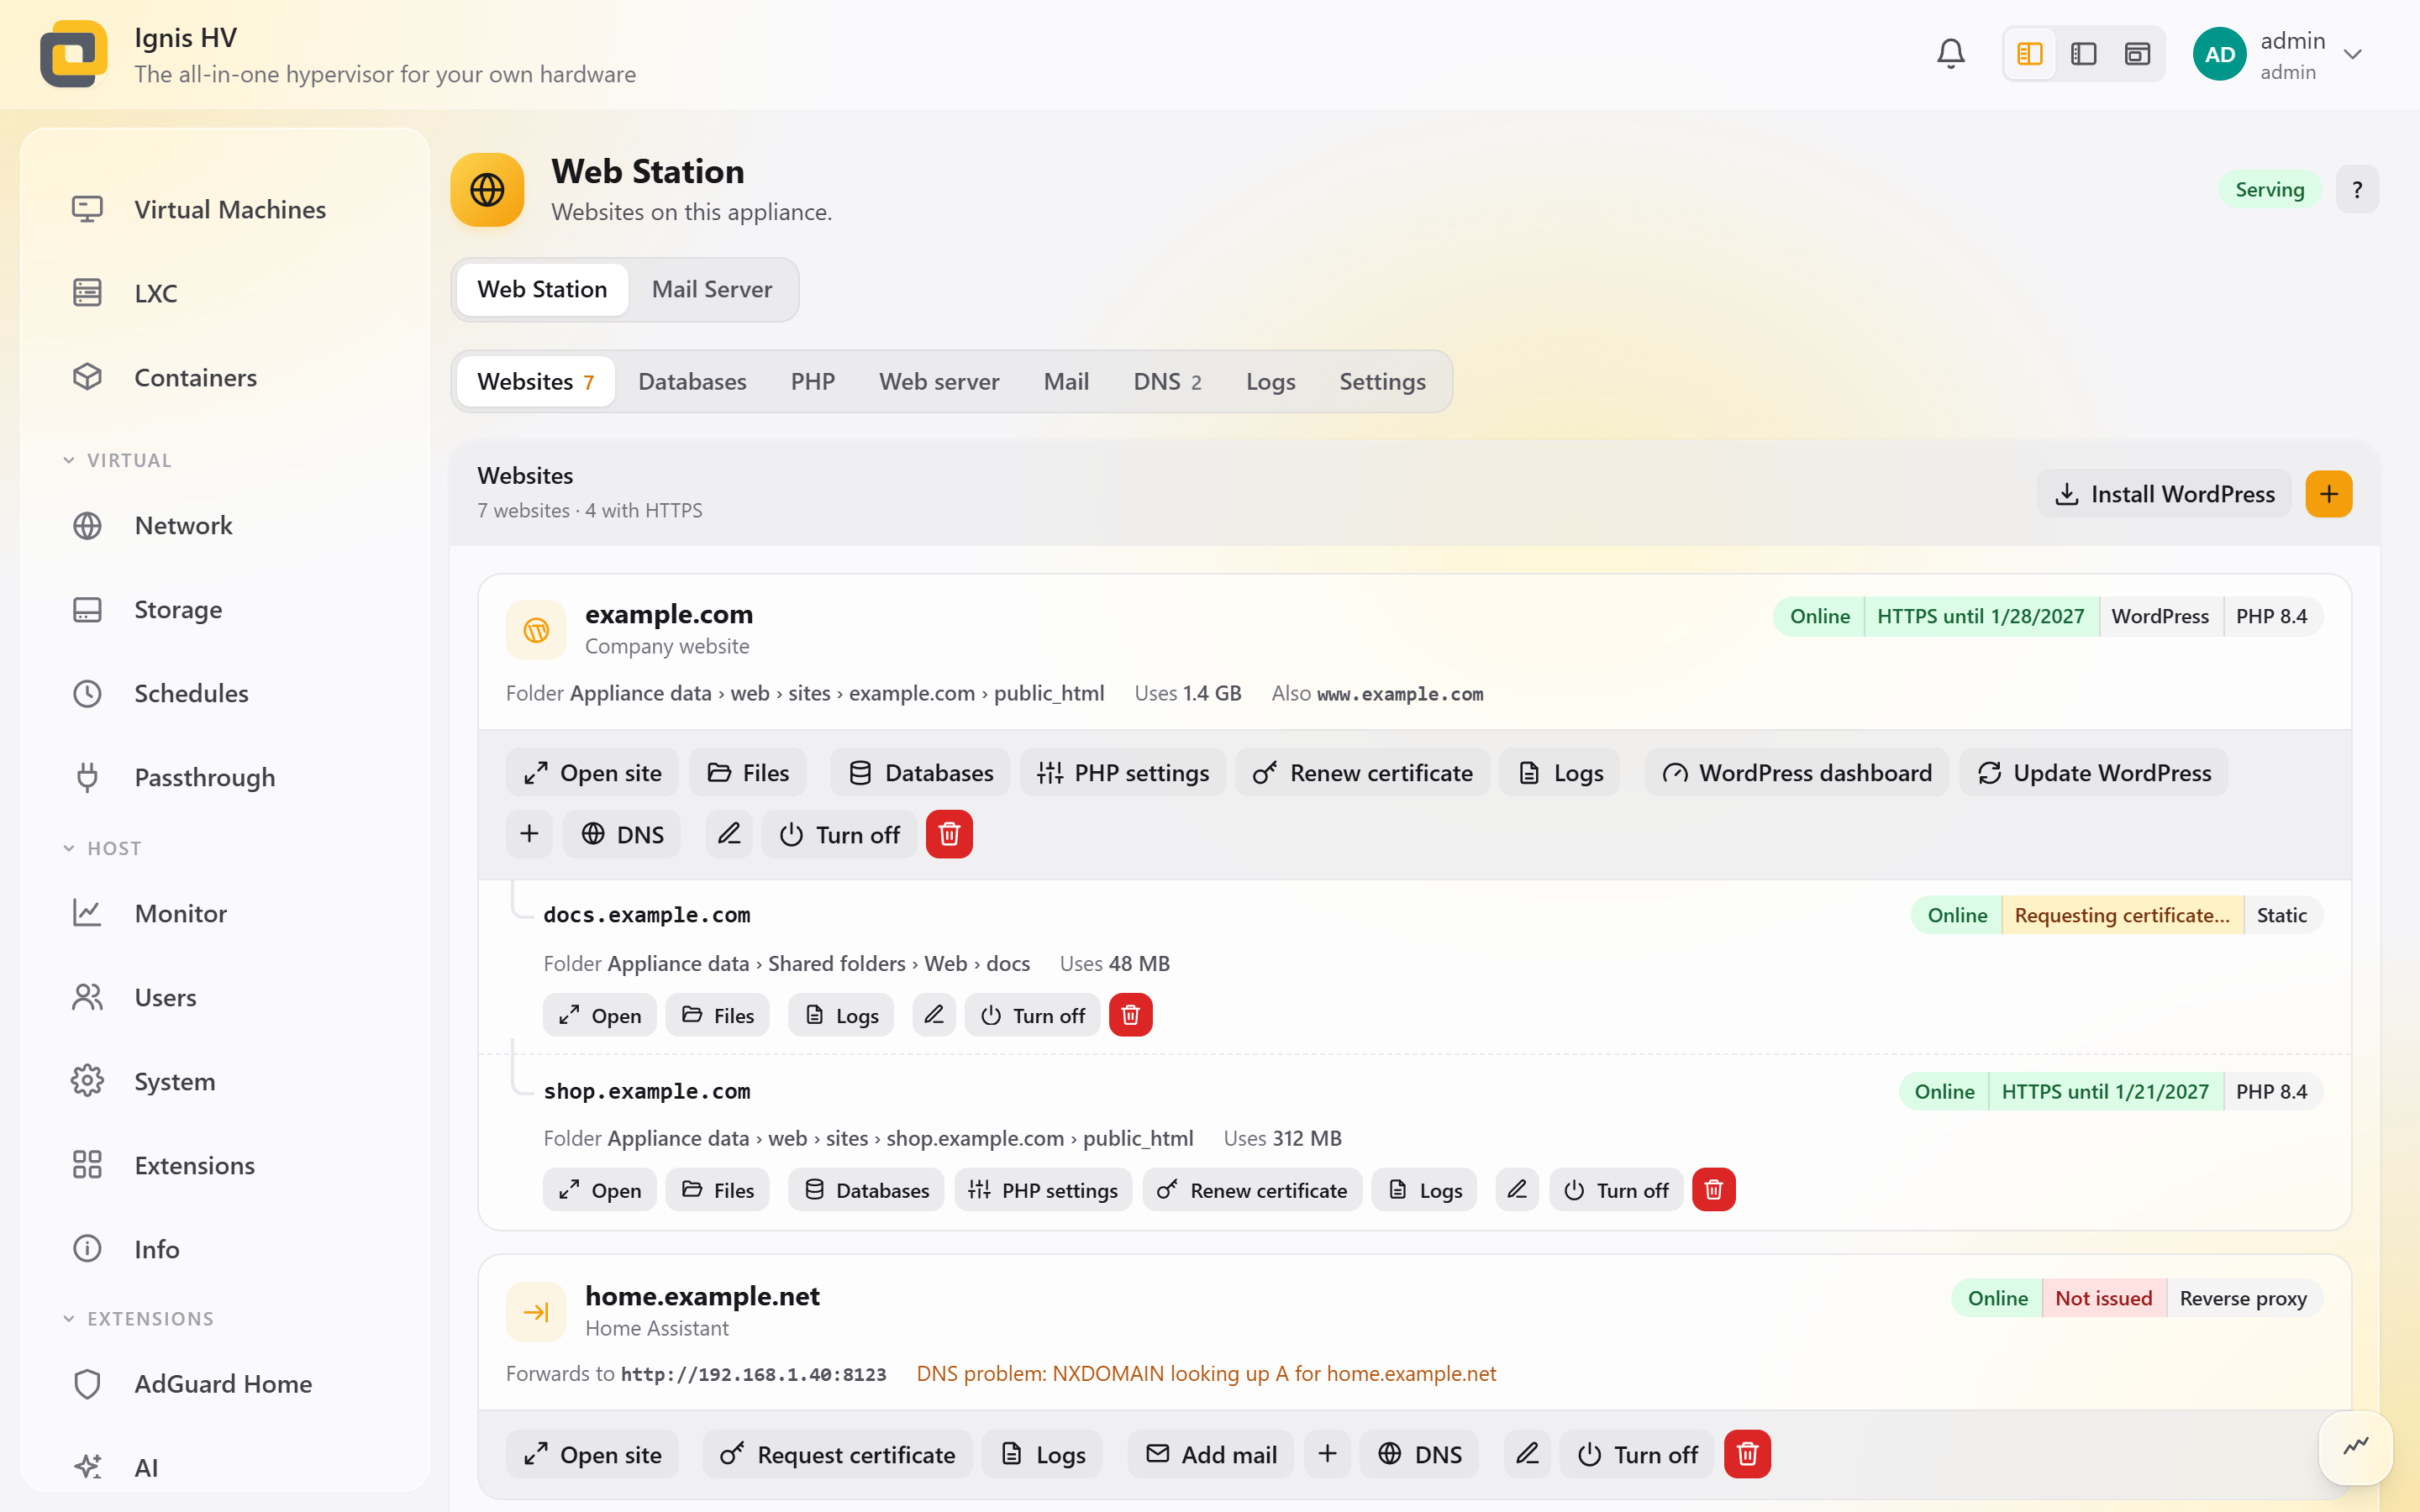 Ignis HV
The all-in-one hypervisor for your own hardware
AD
admin
admin
Virtual Machines
LXC
Containers
VIRTUAL
Network
Storage
Schedules
Passthrough
HOST
Monitor
Users
System
Extensions
Info
EXTENSIONS
AdGuard Home
AI
Web Station
Websites on this appliance.
Serving
?
Web Station Mail Server
Websites 7 Databases PHP Web server Mail DNS 2 Logs Settings
Websites
7 websites · 4 with HTTPS
Install WordPress
example.com
Company website
Online HTTPS until 1/28/2027 WordPress PHP 8.4
Folder Appliance data › web › sites › example.com › public_html Uses 1.4 GB Also www.example.com
Open site Files Databases PHP settings Renew certificate Logs WordPress dashboard Update WordPress
DNS Turn off
docs.example.com
Online Requesting certificate... Static
Folder Appliance data › Shared folders › Web › docs Uses 48 MB
Open Files Logs Turn off
shop.example.com
Online HTTPS until 1/21/2027 PHP 8.4
Folder Appliance data › web › sites › shop.example.com › public_html Uses 312 MB
Open Files Databases PHP settings Renew certificate Logs Turn off
home.example.net
Home Assistant
Online Not issued Reverse proxy
Forwards to http://192.168.1.40:8123 DNS problem: NXDOMAIN looking up A for home.example.net
Open site Request certificate Logs Add mail DNS Turn off